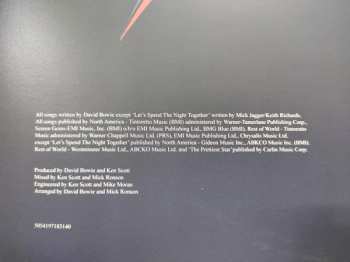 All songs written by David Bowie except 'Let's Spend The Night Together' written by Mick Jagger/Keith Richards.
All songs published by North America - Tintoretto Music (BMI) administered by Warner-Tamerlane Publishing Corp.,
Screen Gems-EMI Music, Inc. (BMI) o/b/o EMI Music Publishing Ltd., BMG Blue (BMI). Rest of World - Tintoretto
Music administered by Warner Chappell Music Ltd. (PRS), EMI Music Publishing Ltd., Chrysalis Music Ltd.
except 'Let's Spend The Night Together' published by North America - Gideon Music Inc., ABKCO Music Inc. (BMI).
Rest of World - Westminster Music Ltd., ABCKO Music Ltd. and 'The Prettiest Star' published by Carlin Music Corp.
Produced by David Bowie and Ken Scott
Mixed by Ken Scott and Mick Ronson
Engineered by Ken Scott and Mike Moran
Arranged by David Bowie and Mick Ronson
5054197183140